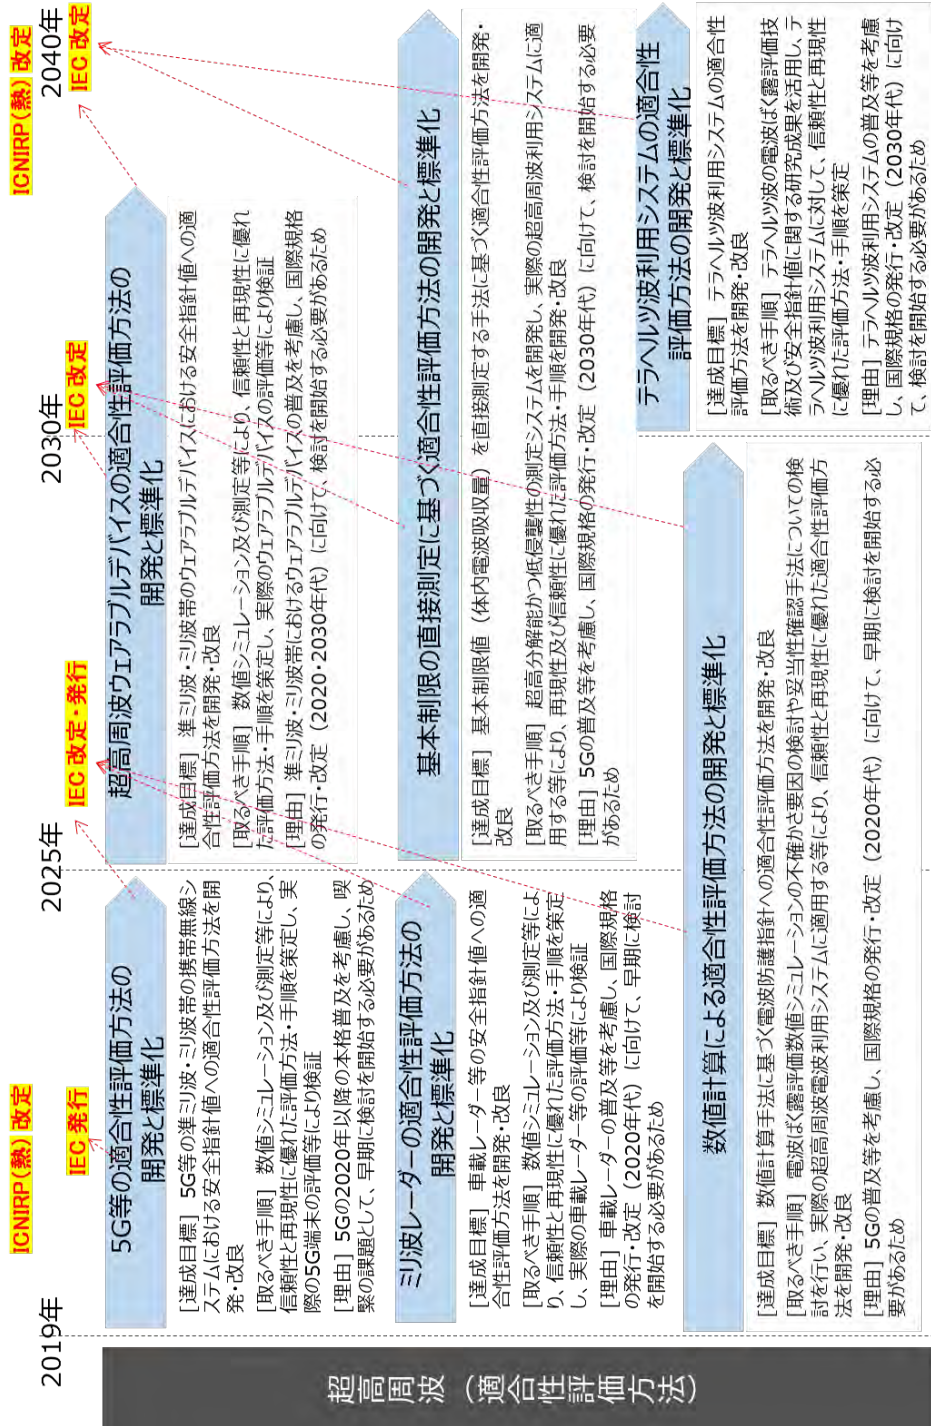 2019年
2025年
2030年
2040年
ICNIRP(熱)改定
ICNIRP(熱)改定
IEC 発行
IEC 改定・発行
IEC 改定
IEC 改定
超高周波（適合性評価方法）
5G等の適合性評価方法の
開発と標準化
[達成目標] 5G等の準ミリ波・ミリ波帯の携帯無線シ
ステムにおける安全指針値への適合性評価方法を開
発・改良
[取るべき手順] 数値シミュレーション及び測定等により、
信頼性と再現性に優れた評価方法・手順を策定し、実
際の5G端末の評価等により検証
[理由] 5Gの2020年以降の本格普及を考慮し、喫
緊の課題として、早期に検討を開始する必要があるため
超高周波ウェアラブルデバイスの適合性評価方法の
開発と標準化
[達成目標] 準ミリ波・ミリ波帯のウェアラブルデバイスにおける安全指針値への適
合性評価方法を開発・改良
[取るべき手順] 数値シミュレーション及び測定等により、信頼性と再現性に優れ
た評価方法・手順を策定し、実際のウェアラブルデバイスの評価等により検証
[理由] 準ミリ波・ミリ波帯におけるウェアラブルデバイスの普及を考慮し、国際規格
の発行・改定（2020・2030年代）に向けて、検討を開始する必要があるため
ミリ波レーダーの適合性評価方法の
開発と標準化
[達成目標] 車載レーダー等の安全指針値への適
合性評価方法を開発・改良
[取るべき手順] 数値シミュレーション及び測定等によ
り、信頼性と再現性に優れた評価方法・手順を策定
し、実際の車載レーダー等の評価等により検証
[理由] 車載レーダーの普及等を考慮し、国際規格
の発行・改定（2020年代）に向けて、早期に検討
を開始する必要があるため
基本制限の直接測定に基づく適合性評価方法の開発と標準化
[達成目標] 基本制限値（体内電波吸収量）を直接測定する手法に基づく適合性評価方法を開発・
改良
[取るべき手順] 超高分解能かつ低侵襲性の測定システムを開発し、実際の超高周波利用システムに適
用する等により、再現性及び信頼性に優れた評価方法・手順を開発・改良
[理由] 5Gの普及等を考慮し、国際規格の発行・改定（2030年代）に向けて、検討を開始する必要
があるため
数値計算による適合性評価方法の開発と標準化
[達成目標] 数値計算手法に基づく電波防護指針への適合性評価方法を開発・改良
[取るべき手順] 電波ばく露評価数値シミュレーションの不確かさ要因の検討や妥当性確認手法についての検
討を行い、実際の超高周波電波利用システムに適用する等により、信頼性と再現性に優れた適合性評価方
法を開発・改良
[理由] 5Gの普及等を考慮し、国際規格の発行・改定（2020年代）に向けて、早期に検討を開始する必
要があるため
テラヘルツ波利用システムの適合性
評価方法の開発と標準化
[達成目標] テラヘルツ波利用システムの適合性
評価方法を開発・改良
[取るべき手順] テラヘルツ波の電波ばく露評価技
術及び安全指針値に関する研究成果を活用し、テ
ラヘルツ波利用システムに対して、信頼性と再現性
に優れた評価方法・手順を策定
[理由] テラヘルツ波利用システムの普及等を考慮
し、国際規格の発行・改定（2030年代）に向け
て、検討を開始する必要があるため